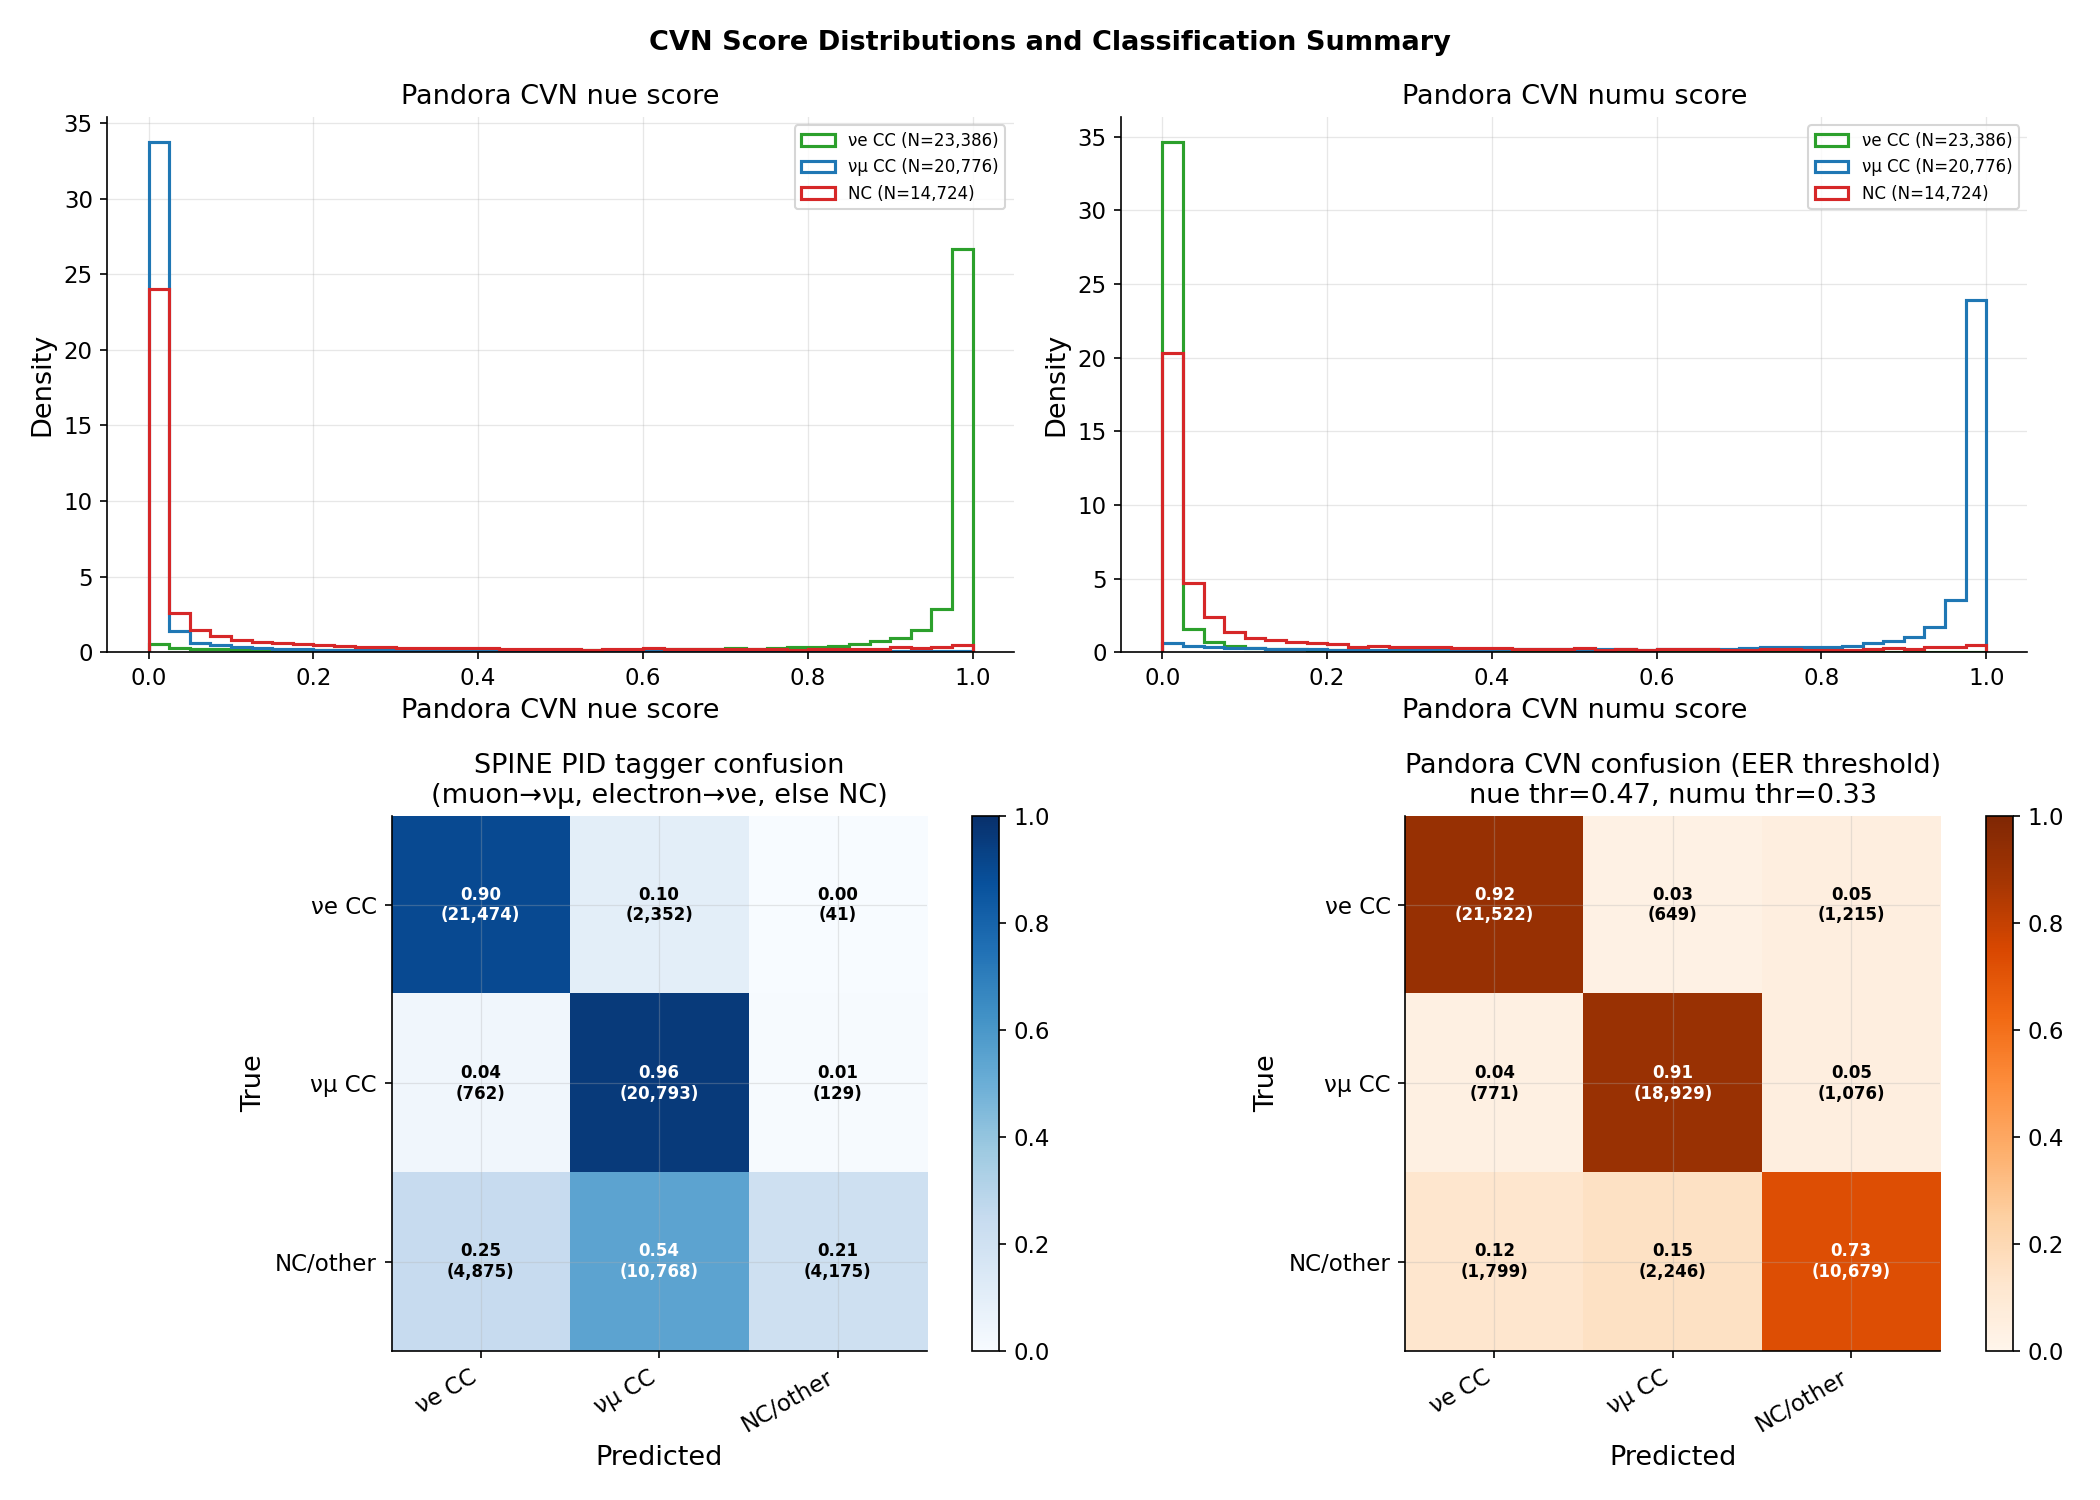 CVN Score Distributions and Classification Summary
Pandora CVN nue score
35
30
25
20
15
10
5
0
Density
νe CC (N=23,386)
νμ CC (N=20,776)
NC (N=14,724)
0.0 0.2 0.4 0.6 0.8 1.0
Pandora CVN nue score
Pandora CVN numu score
35
30
25
20
15
10
5
0
Density
νe CC (N=23,386)
νμ CC (N=20,776)
NC (N=14,724)
0.0 0.2 0.4 0.6 0.8 1.0
Pandora CVN numu score
SPINE PID tagger confusion
(muon→νμ, electron→νe, else NC)
True
νe CC
νμ CC
NC/other
0.90 0.10 0.00
(21,474) (2,352) (41)
0.04 0.96 0.01
(762) (20,793) (129)
0.25 0.54 0.21
(4,875) (10,768) (4,175)
νe CC νμ CC NC/other
Predicted
1.0
0.8
0.6
0.4
0.2
0.0
Pandora CVN confusion (EER threshold)
nue thr=0.47, numu thr=0.33
True
νe CC
νμ CC
NC/other
0.92 0.03 0.05
(21,522) (649) (1,215)
0.04 0.91 0.05
(771) (18,929) (1,076)
0.12 0.15 0.73
(1,799) (2,246) (10,679)
νe CC νμ CC NC/other
Predicted
1.0
0.8
0.6
0.4
0.2
0.0